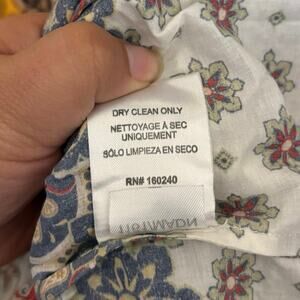 DRY CLEAN ONLY
NETTOYAGE À SEC
UNIQUEMENT
SÓLO LIMPIEZA EN SECO
RN# 160240